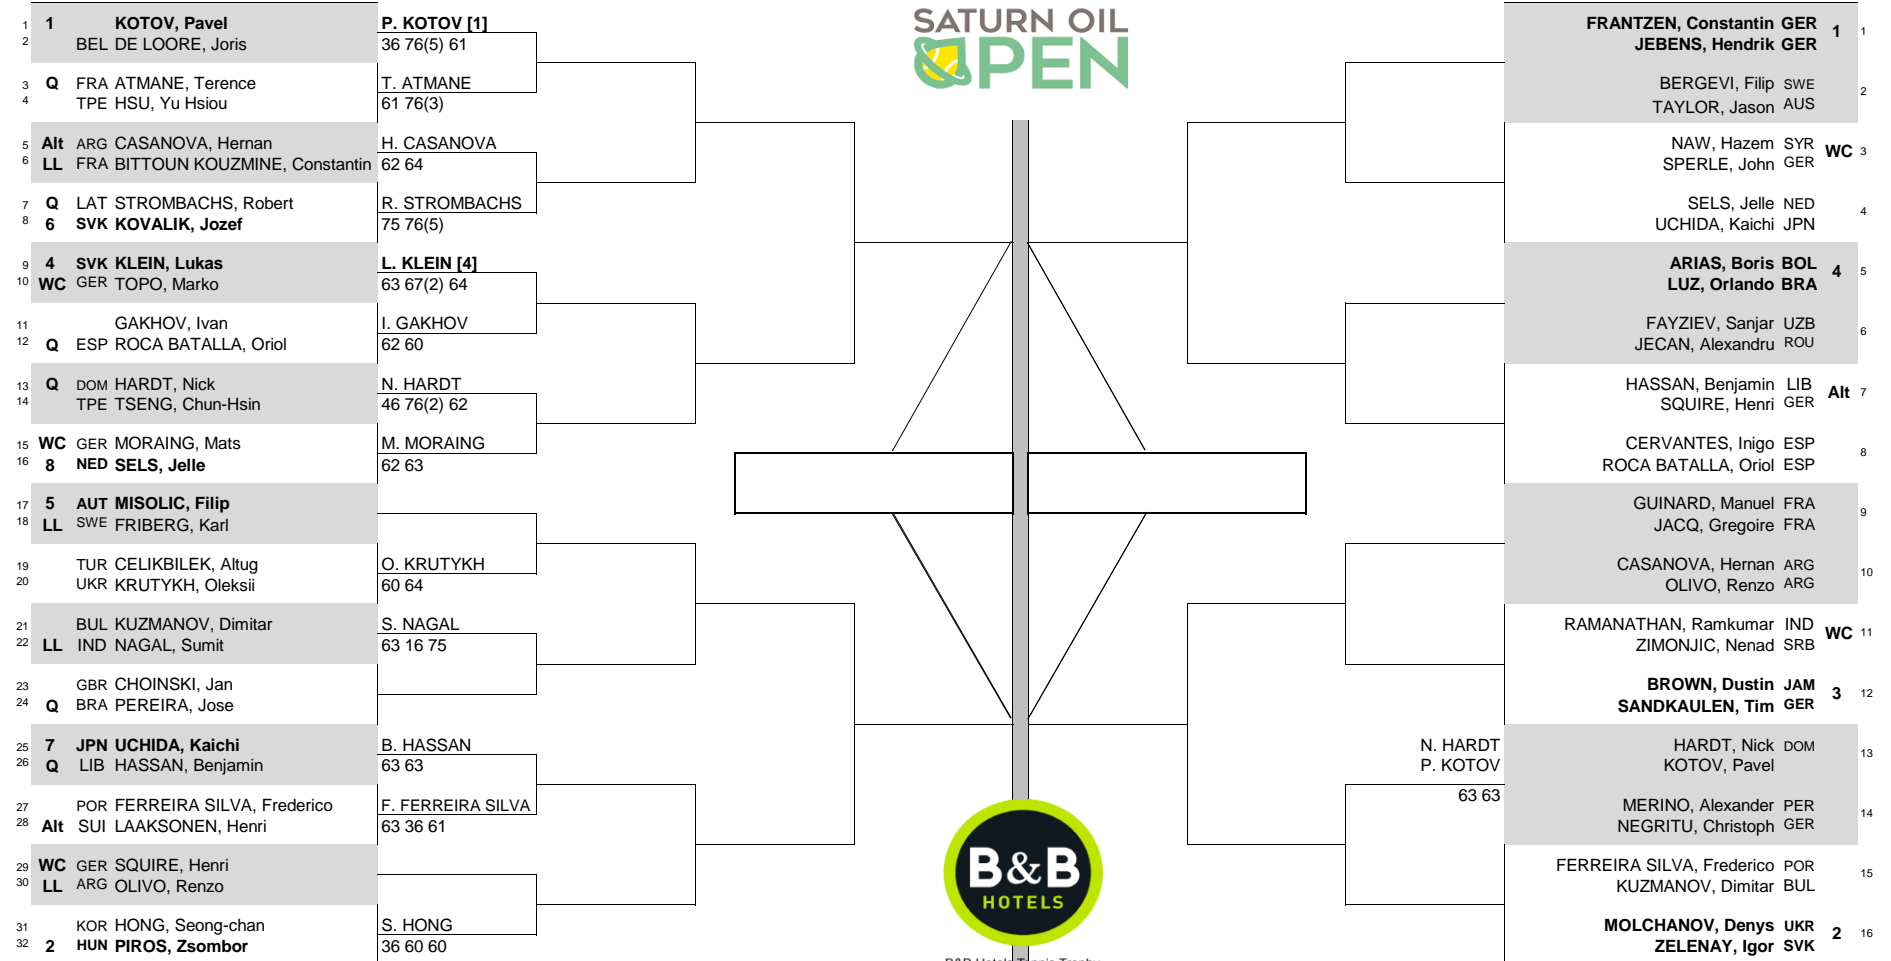 SATURN OIL
OPEN
1 1 KOTOV, Pavel
2 BEL DE LOORE, Joris
P. KOTOV [1]
36 76(5) 61
3 Q FRA ATMANE, Terence
4 TPE HSU, Yu Hsiou
T. ATMANE
61 76(3)
5 Alt ARG CASANOVA, Hernan
6 LL FRA BITTOUN KOUZMINE, Constantin
H. CASANOVA
62 64
7 Q LAT STROMBACHS, Robert
8 6 SVK KOVALIK, Jozef
R. STROMBACHS
75 76(5)
9 4 SVK KLEIN, Lukas
10 WC GER TOPO, Marko
L. KLEIN [4]
63 67(2) 64
11 GAKHOV, Ivan
12 Q ESP ROCA BATALLA, Oriol
I. GAKHOV
62 60
13 Q DOM HARDT, Nick
14 TPE TSENG, Chun-Hsin
N. HARDT
46 76(2) 62
15 WC GER MORAING, Mats
16 8 NED SELS, Jelle
M. MORAING
62 63
17 5 AUT MISOLIC, Filip
18 LL SWE FRIBERG, Karl
19 TUR CELIKBILEK, Altug
20 UKR KRUTYKH, Oleksii
O. KRUTYKH
60 64
21 BUL KUZMANOV, Dimitar
22 LL IND NAGAL, Sumit
S. NAGAL
63 16 75
23 GBR CHOINSKI, Jan
24 Q BRA PEREIRA, Jose
25 7 JPN UCHIDA, Kaichi
26 Q LIB HASSAN, Benjamin
B. HASSAN
63 63
27 POR FERREIRA SILVA, Frederico
28 Alt SUI LAAKSONEN, Henri
F. FERREIRA SILVA
63 36 61
29 WC GER SQUIRE, Henri
30 LL ARG OLIVO, Renzo
31 KOR HONG, Seong-chan
32 2 HUN PIROS, Zsombor
S. HONG
36 60 60
FRANTZEN, Constantin GER 1 1
JEBENS, Hendrik GER
BERGEVI, Filip SWE 2
TAYLOR, Jason AUS
NAW, Hazem SYR WC 3
SPERLE, John GER
SELS, Jelle NED 4
UCHIDA, Kaichi JPN
ARIAS, Boris BOL 4 5
LUZ, Orlando BRA
FAYZIEV, Sanjar UZB 6
JECAN, Alexandru ROU
HASSAN, Benjamin LIB Alt 7
SQUIRE, Henri GER
CERVANTES, Inigo ESP 8
ROCA BATALLA, Oriol ESP
GUINARD, Manuel FRA 9
JACQ, Gregoire FRA
CASANOVA, Hernan ARG 10
OLIVO, Renzo ARG
RAMANATHAN, Ramkumar IND WC 11
ZIMONJIC, Nenad SRB
BROWN, Dustin JAM 3 12
SANDKAULEN, Tim GER
HARDT, Nick DOM 13
KOTOV, Pavel
N. HARDT
P. KOTOV
63 63
MERINO, Alexander PER 14
NEGRITU, Christoph GER
FERREIRA SILVA, Frederico POR 15
KUZMANOV, Dimitar BUL
MOLCHANOV, Denys UKR 2 16
ZELENAY, Igor SVK
B&B
HOTELS
B&B Hotels Tennis Trophy